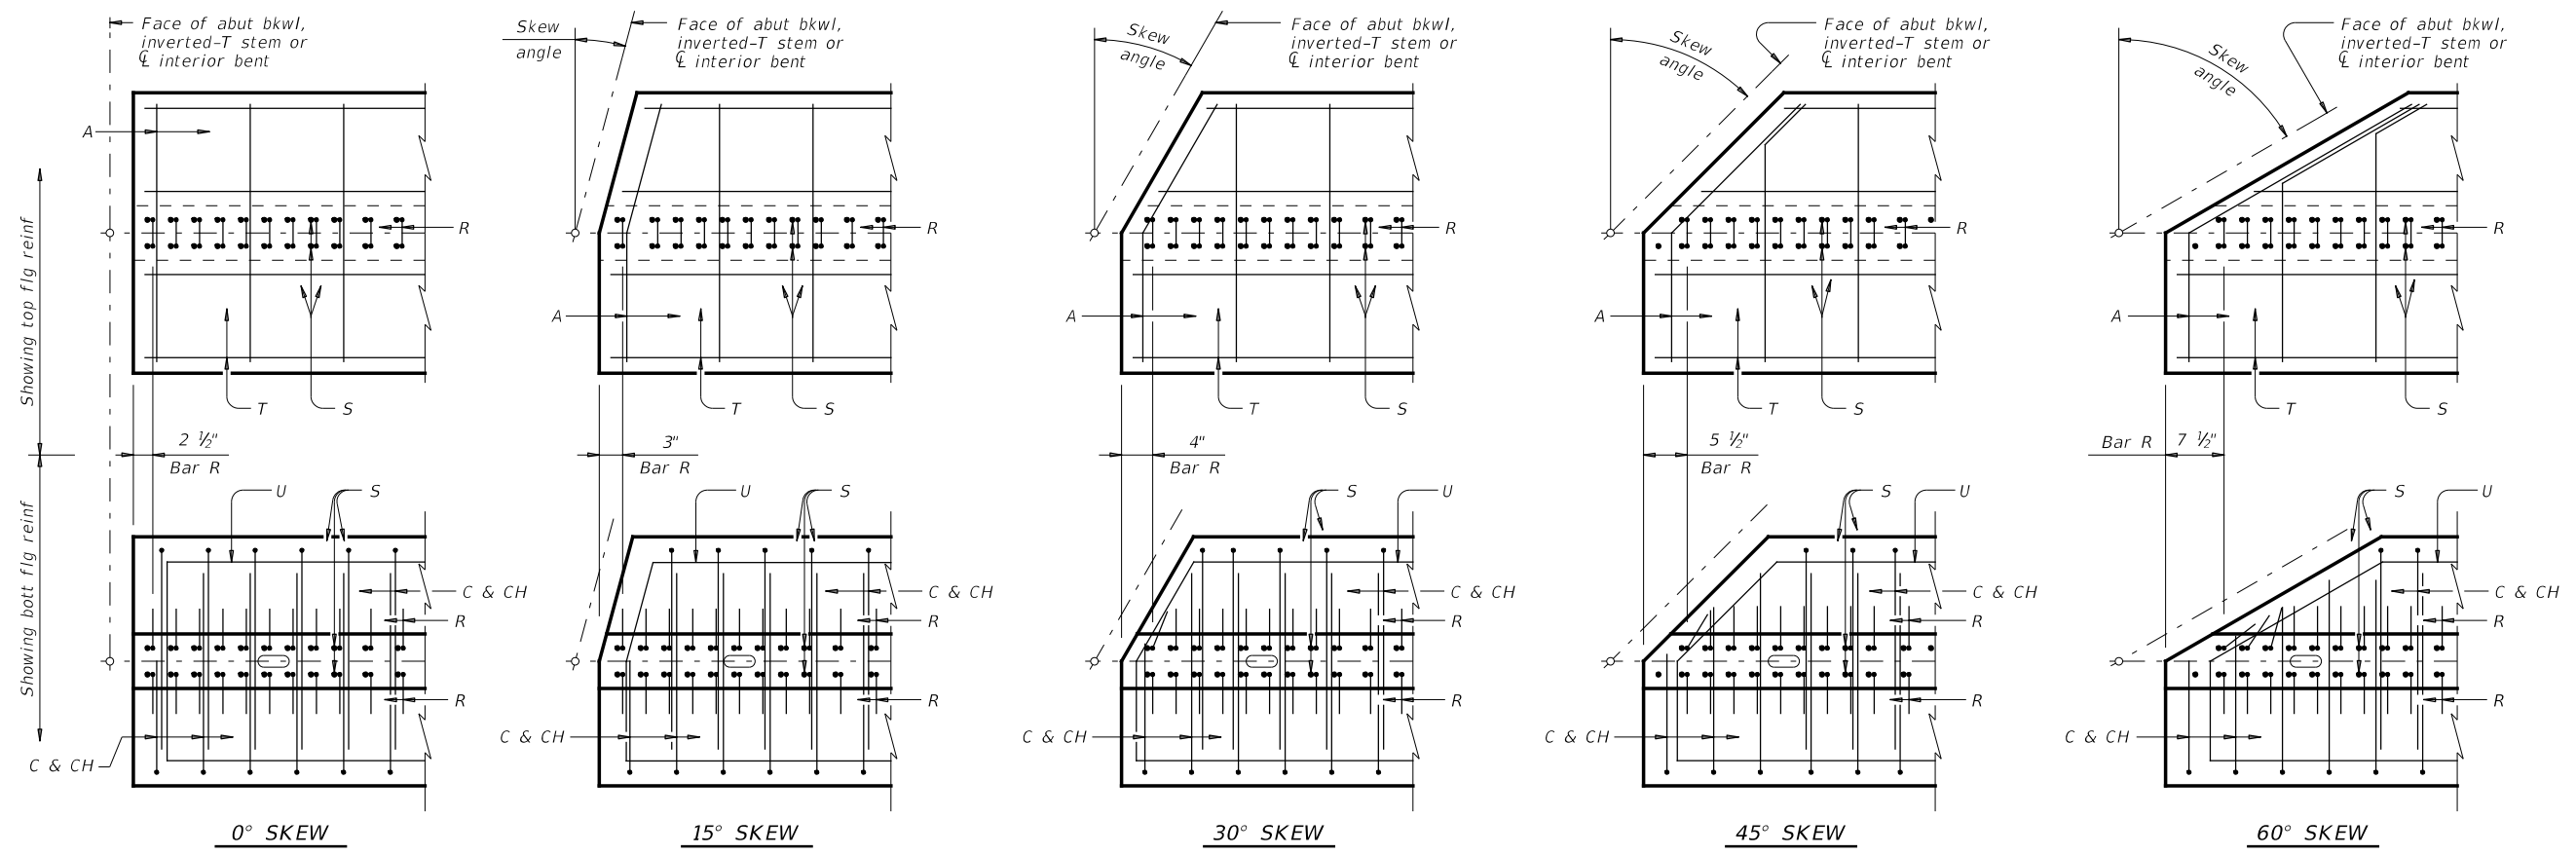 Face of abut bkwl,
inverted-T stem or
℄ interior bent
Skew
angle
Face of abut bkwl,
inverted-T stem or
℄ interior bent
Skew
angle
Face of abut bkwl,
inverted-T stem or
℄ interior bent
Skew
angle
Face of abut bkwl,
inverted-T stem or
℄ interior bent
Skew
angle
Face of abut bkwl,
inverted-T stem or
℄ interior bent
Showing top flg reinf
Showing bott flg reinf
A
R
T
S
2 ½"
Bar R
U
S
C & CH
R
R
C & CH
0° SKEW
A
R
T
S
3"
Bar R
U
S
C & CH
R
R
C & CH
15° SKEW
A
R
T
S
4"
Bar R
S
U
C & CH
R
R
C & CH
30° SKEW
A
R
T
S
5 ½"
Bar R
S
U
C & CH
R
R
C & CH
45° SKEW
A
R
T
S
Bar R 7 ½"
S
U
C & CH
R
R
C & CH
60° SKEW